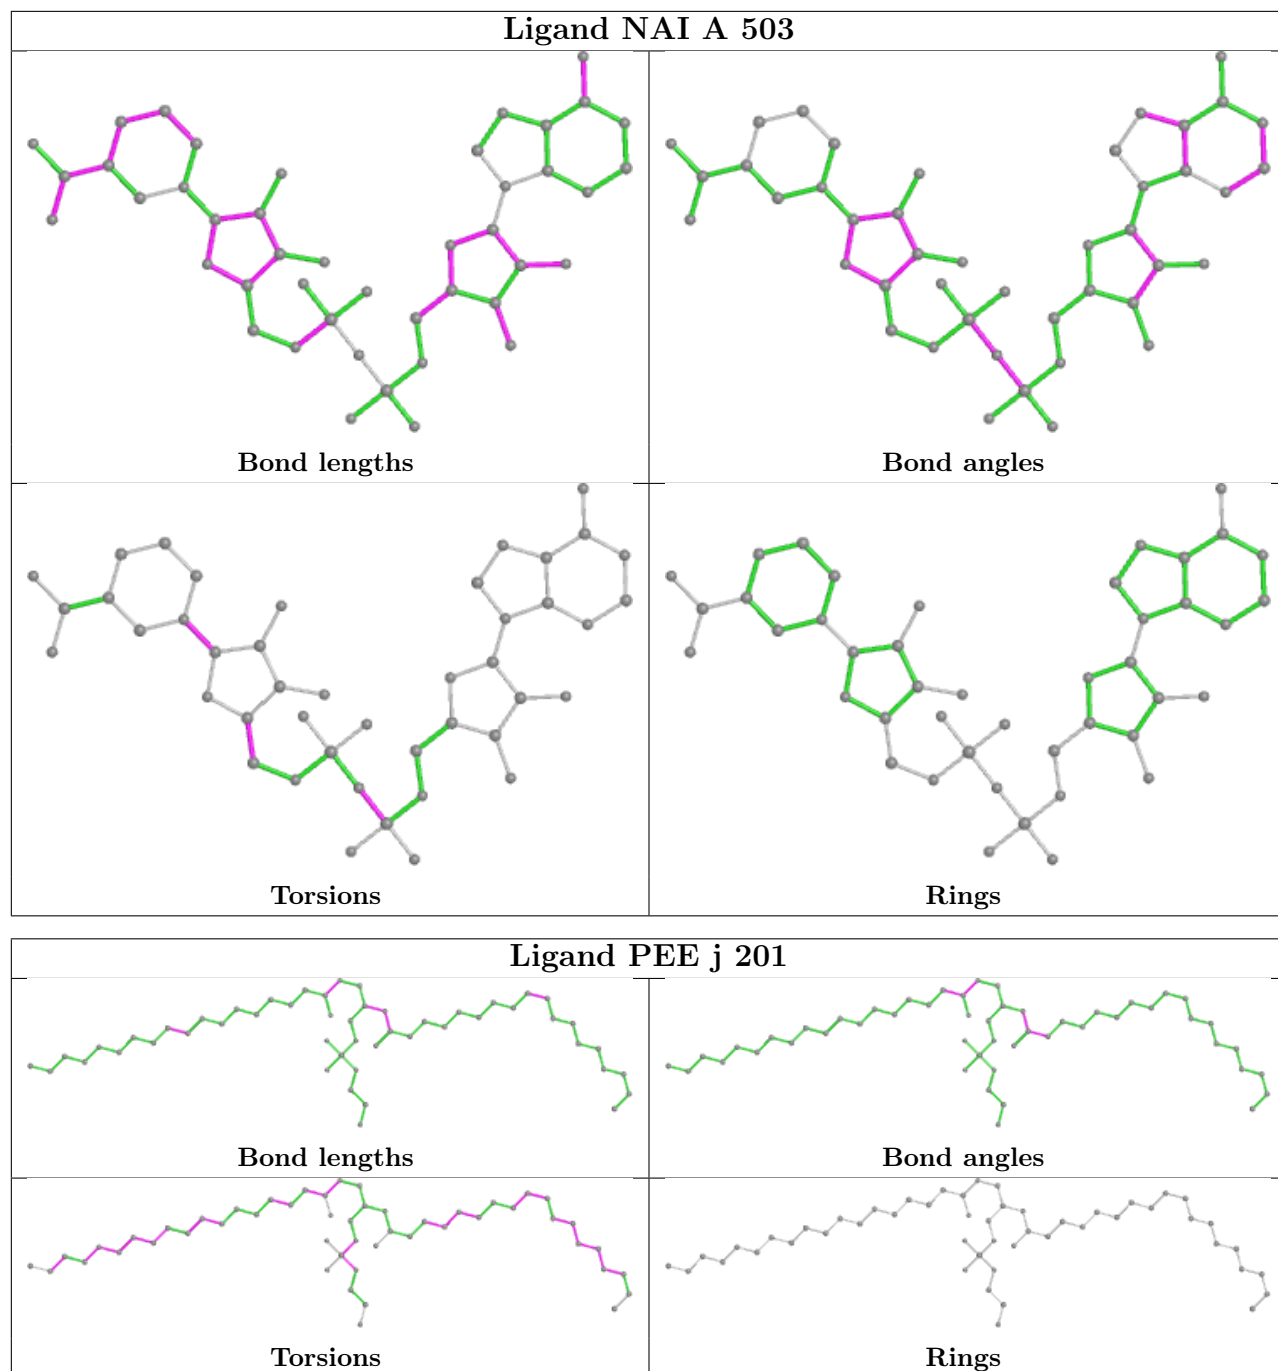 Ligand NAI A 503
Bond lengths
Bond angles
Torsions
Rings
Ligand PEE j 201
Bond lengths
Bond angles
Torsions
Rings